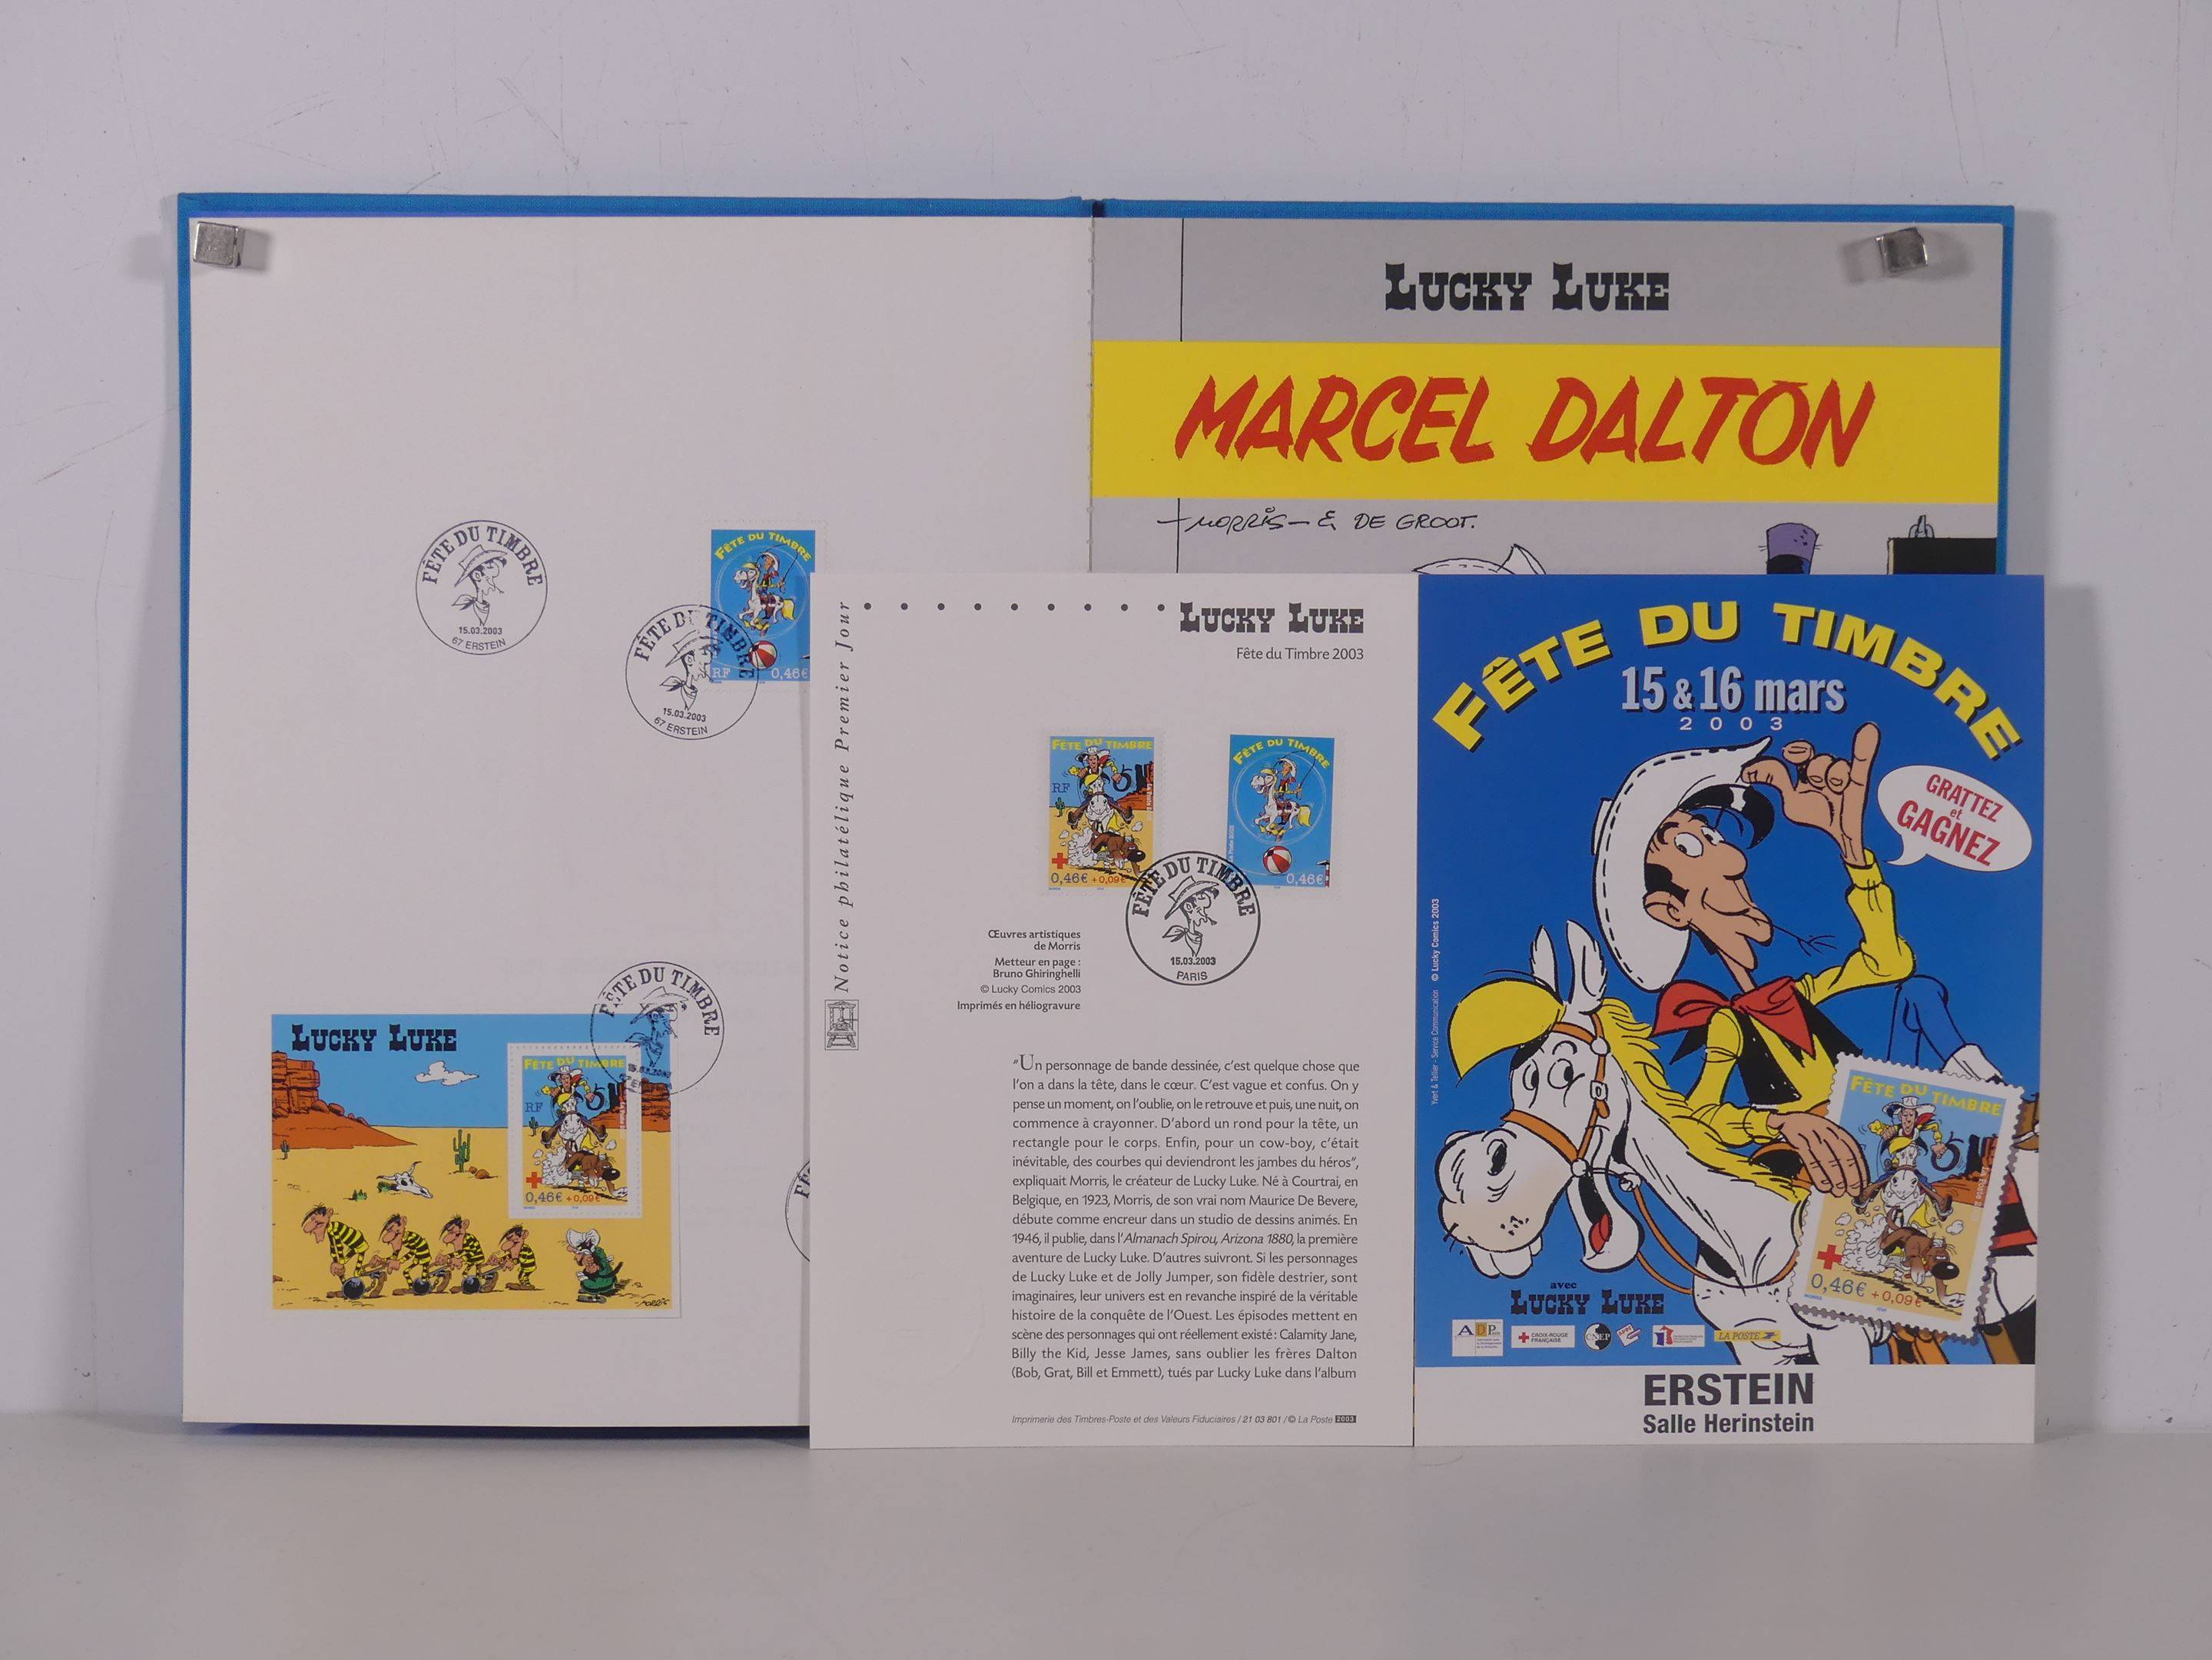 LUCKY LUKE
MARCEL DALTON
MORRIS & DE GROOT.
FÊTE DU TIMBRE
15.03.2003
67 ERSTEIN
FÊTE DU TIMBRE
RF
0,46€
FÊTE DU TIMBRE
15.03.2003
67 ERSTEIN
FÊTE DU TIMBRE
LUCKY LUKE
FÊTE DU TIMBRE
RF
0,46€ +0,09€
MORRIS
FÊ
Notice philatélique Premier Jour
LUCKY LUKE
Fête du Timbre 2003
FÊTE DU TIMBRE
RF
0,46€ +0,09€
FÊTE DU TIMBRE
0,46€
FÊTE DU TIMBRE
15.03.2003
PARIS
Œuvres artistiques
de Morris
Metteur en page :
Bruno Ghiringhelli
© Lucky Comics 2003
Imprimés en héliogravure
"Un personnage de bande dessinée, c'est quelque chose que
l'on a dans la tête, dans le cœur. C'est vague et confus. On y
pense un moment, on l'oublie, on le retrouve et puis, une nuit, on
commence à crayonner. D'abord un rond pour la tête, un
rectangle pour le corps. Enfin, pour un cow-boy, c'était
inévitable, des courbes qui deviendront les jambes du héros",
expliquait Morris, le créateur de Lucky Luke. Né à Courtrai, en
Belgique, en 1923, Morris, de son vrai nom Maurice De Bevere,
débute comme encreur dans un studio de dessins animés. En
1946, il publie, dans l'Almanach Spirou, Arizona 1880, la première
aventure de Lucky Luke. D'autres suivront. Si les personnages
de Lucky Luke et de Jolly Jumper, son fidèle destrier, sont
imaginaires, leur univers est en revanche inspiré de la véritable
histoire de la conquête de l'Ouest. Les épisodes mettent en
scène des personnages qui ont réellement existé : Calamity Jane,
Billy the Kid, Jesse James, sans oublier les frères Dalton
(Bob, Grat, Bill et Emmett), tués par Lucky Luke dans l'album
Imprimerie des Timbres-Poste et des Valeurs Fiduciaires / 21 03 801 / © La Poste 2003
FÊTE DU TIMBRE
15 & 16 mars
2003
GRATTEZ
et
GAGNEZ
Yvert & Tellier - Service Communication © Lucky Comics 2003
FÊTE DU TIMBRE
0,46€ +0,09€
avec
LUCKY LUKE
ADP
CROIX-ROUGE
FRANÇAISE
CNEP
LA POSTE
ERSTEIN
Salle Herinstein